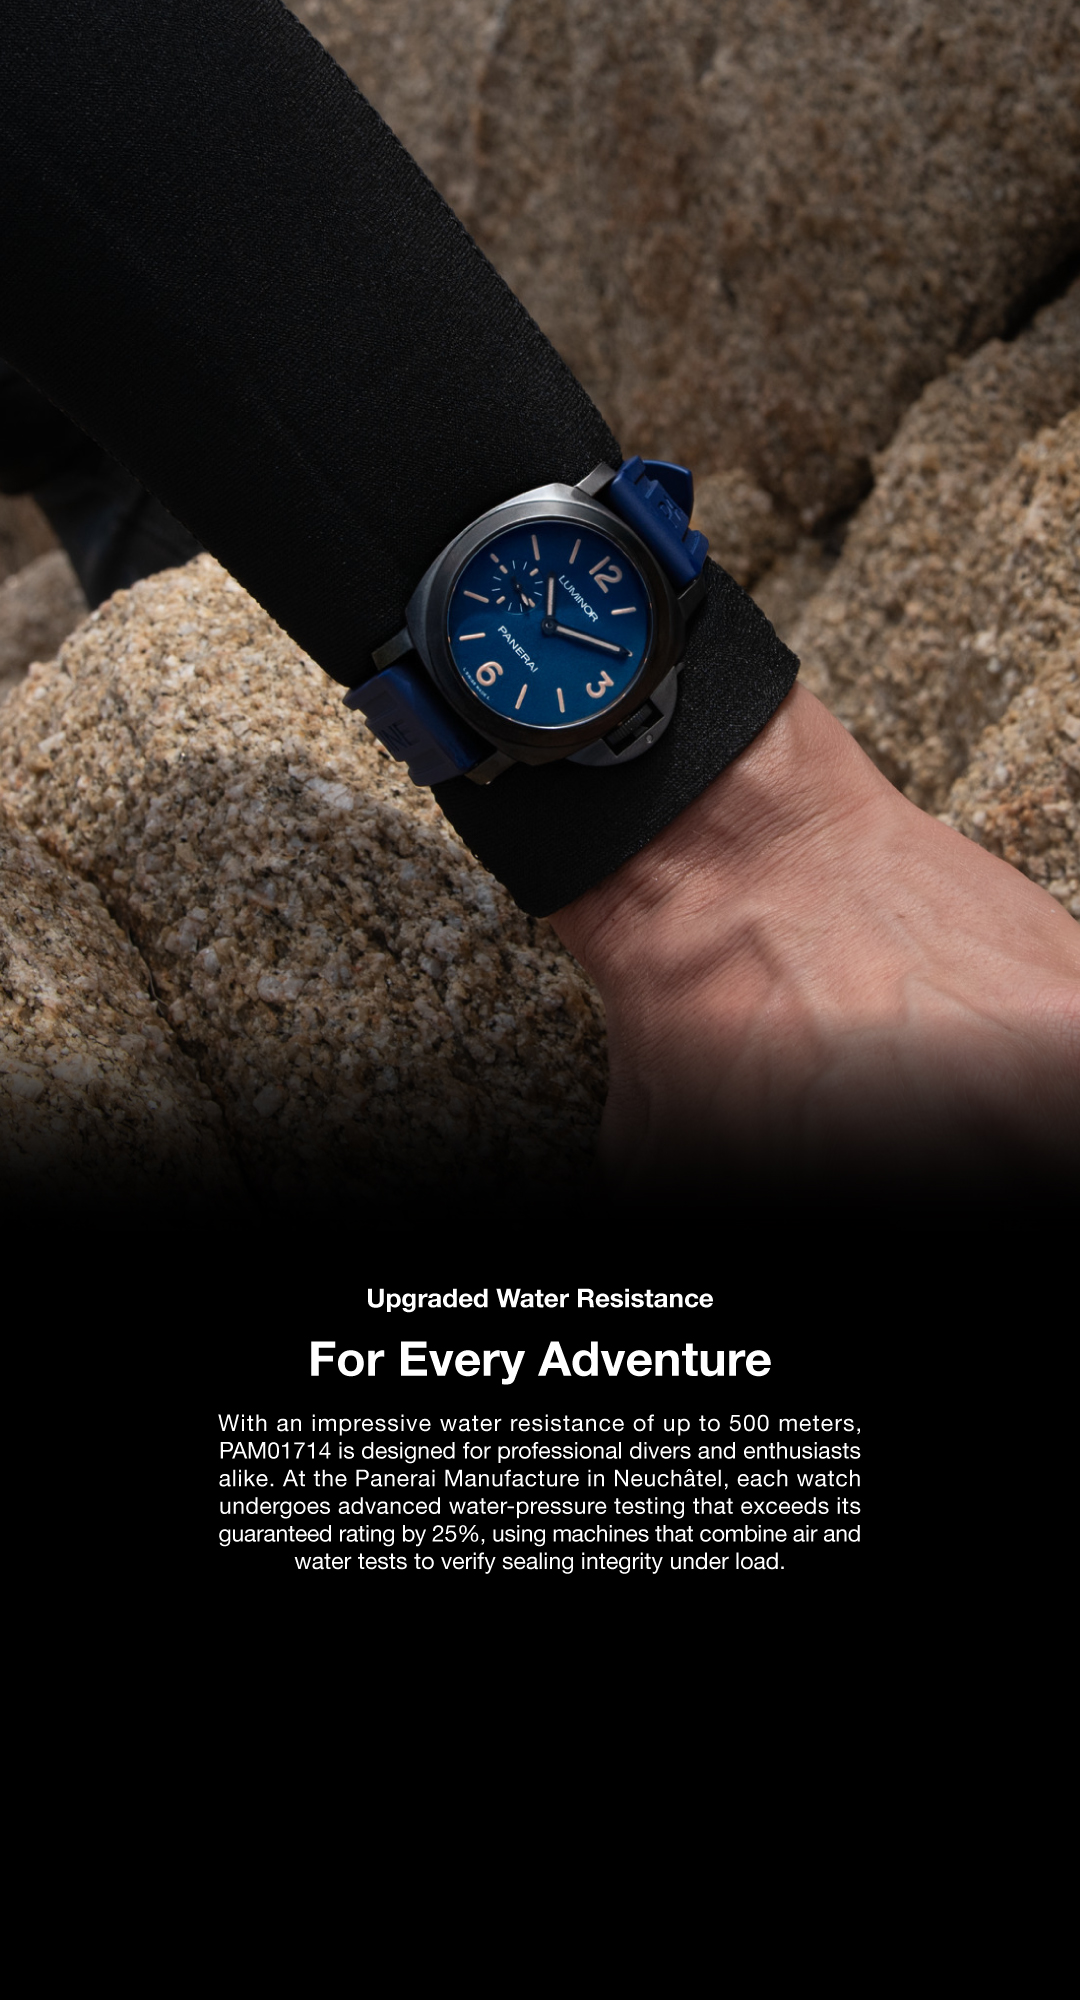 12
LUMINOR
PANERAI
3
6
Upgraded Water Resistance
For Every Adventure
With an impressive water resistance of up to 500 meters,
PAM01714 is designed for professional divers and enthusiasts
alike. At the Panerai Manufacture in Neuchâtel, each watch
undergoes advanced water-pressure testing that exceeds its
guaranteed rating by 25%, using machines that combine air and
water tests to verify sealing integrity under load.